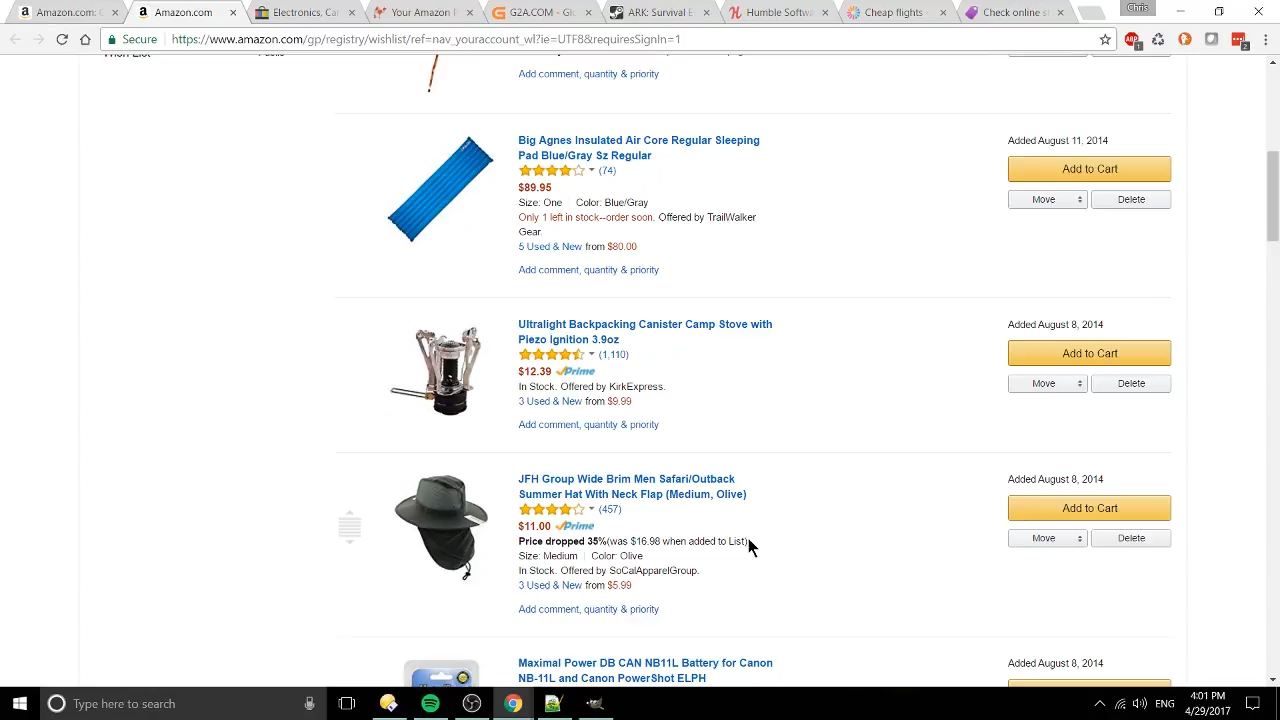 Amazon.com: O
Amazon.com
Electronics, Car
Your Amazon
G2A.COM - Gl
ARK: Survival E
Humble Softwa
Cheap flights
Check online s
Chris
Secure https://www.amazon.com/gp/registry/wishlist/ref=nav_youraccount_wl?ie=UTF8&requiresSignIn=1
Add comment, quantity & priority
Big Agnes Insulated Air Core Regular Sleeping
Pad Blue/Gray Sz Regular
(74)
$89.95
Size: One | Color: Blue/Gray
Only 1 left in stock--order soon. Offered by TrailWalker
Gear.
5 Used & New from $80.00
Add comment, quantity & priority
Added August 11, 2014
Add to Cart
Move Delete
Ultralight Backpacking Canister Camp Stove with
Piezo Ignition 3.9oz
(1,110)
$12.39 Prime
In Stock. Offered by KirkExpress.
3 Used & New from $9.99
Add comment, quantity & priority
Added August 8, 2014
Add to Cart
Move Delete
JFH Group Wide Brim Men Safari/Outback
Summer Hat With Neck Flap (Medium, Olive)
(457)
$11.00 Prime
Price dropped 35%(was $16.98 when added to List)
Size: Medium | Color: Olive
In Stock. Offered by SoCalApparelGroup.
3 Used & New from $5.99
Add comment, quantity & priority
Added August 8, 2014
Add to Cart
Move Delete
Maximal Power DB CAN NB11L Battery for Canon
NB-11L and Canon PowerShot ELPH
Added August 8, 2014
Type here to search
ENG
4:01 PM
4/29/2017